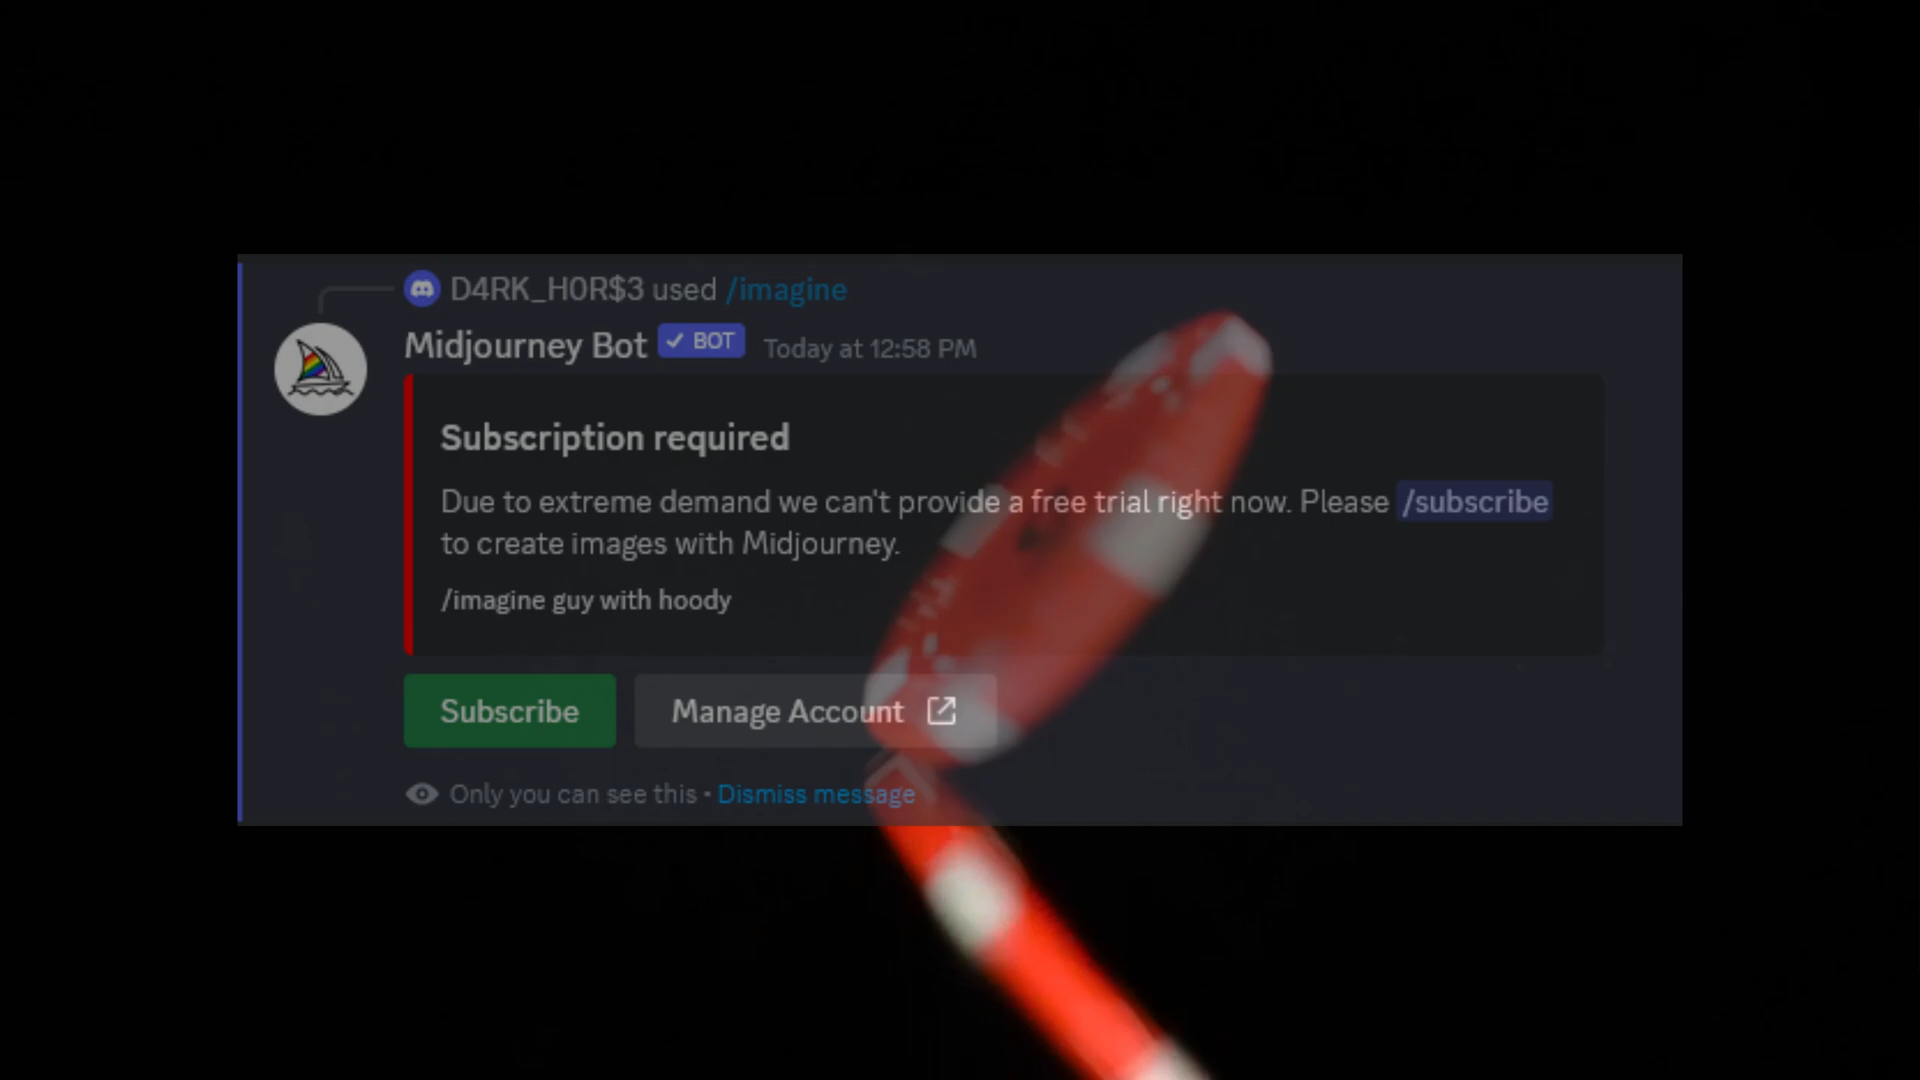 D4RK_H0R$3 used /imagine
Midjourney Bot ✓ BOT Today at 12:58 PM
Subscription required
Due to extreme demand we can't provide a free trial right now. Please /subscribe
to create images with Midjourney.
/imagine guy with hoody
Subscribe Manage Account
Only you can see this • Dismiss message